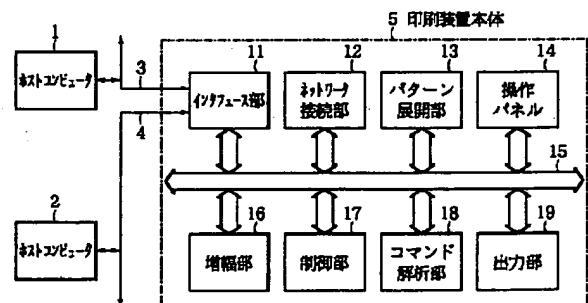 5 印刷装置本体
1
11
12
13
14
ホストコンピュータ
3
インタフェース部
ネットワーク
接続部
パターン
展開部
操作
パネル
4
15
2
16
17
18
19
ホストコンピュータ
増幅部
制御部
コマンド
解析部
出力部